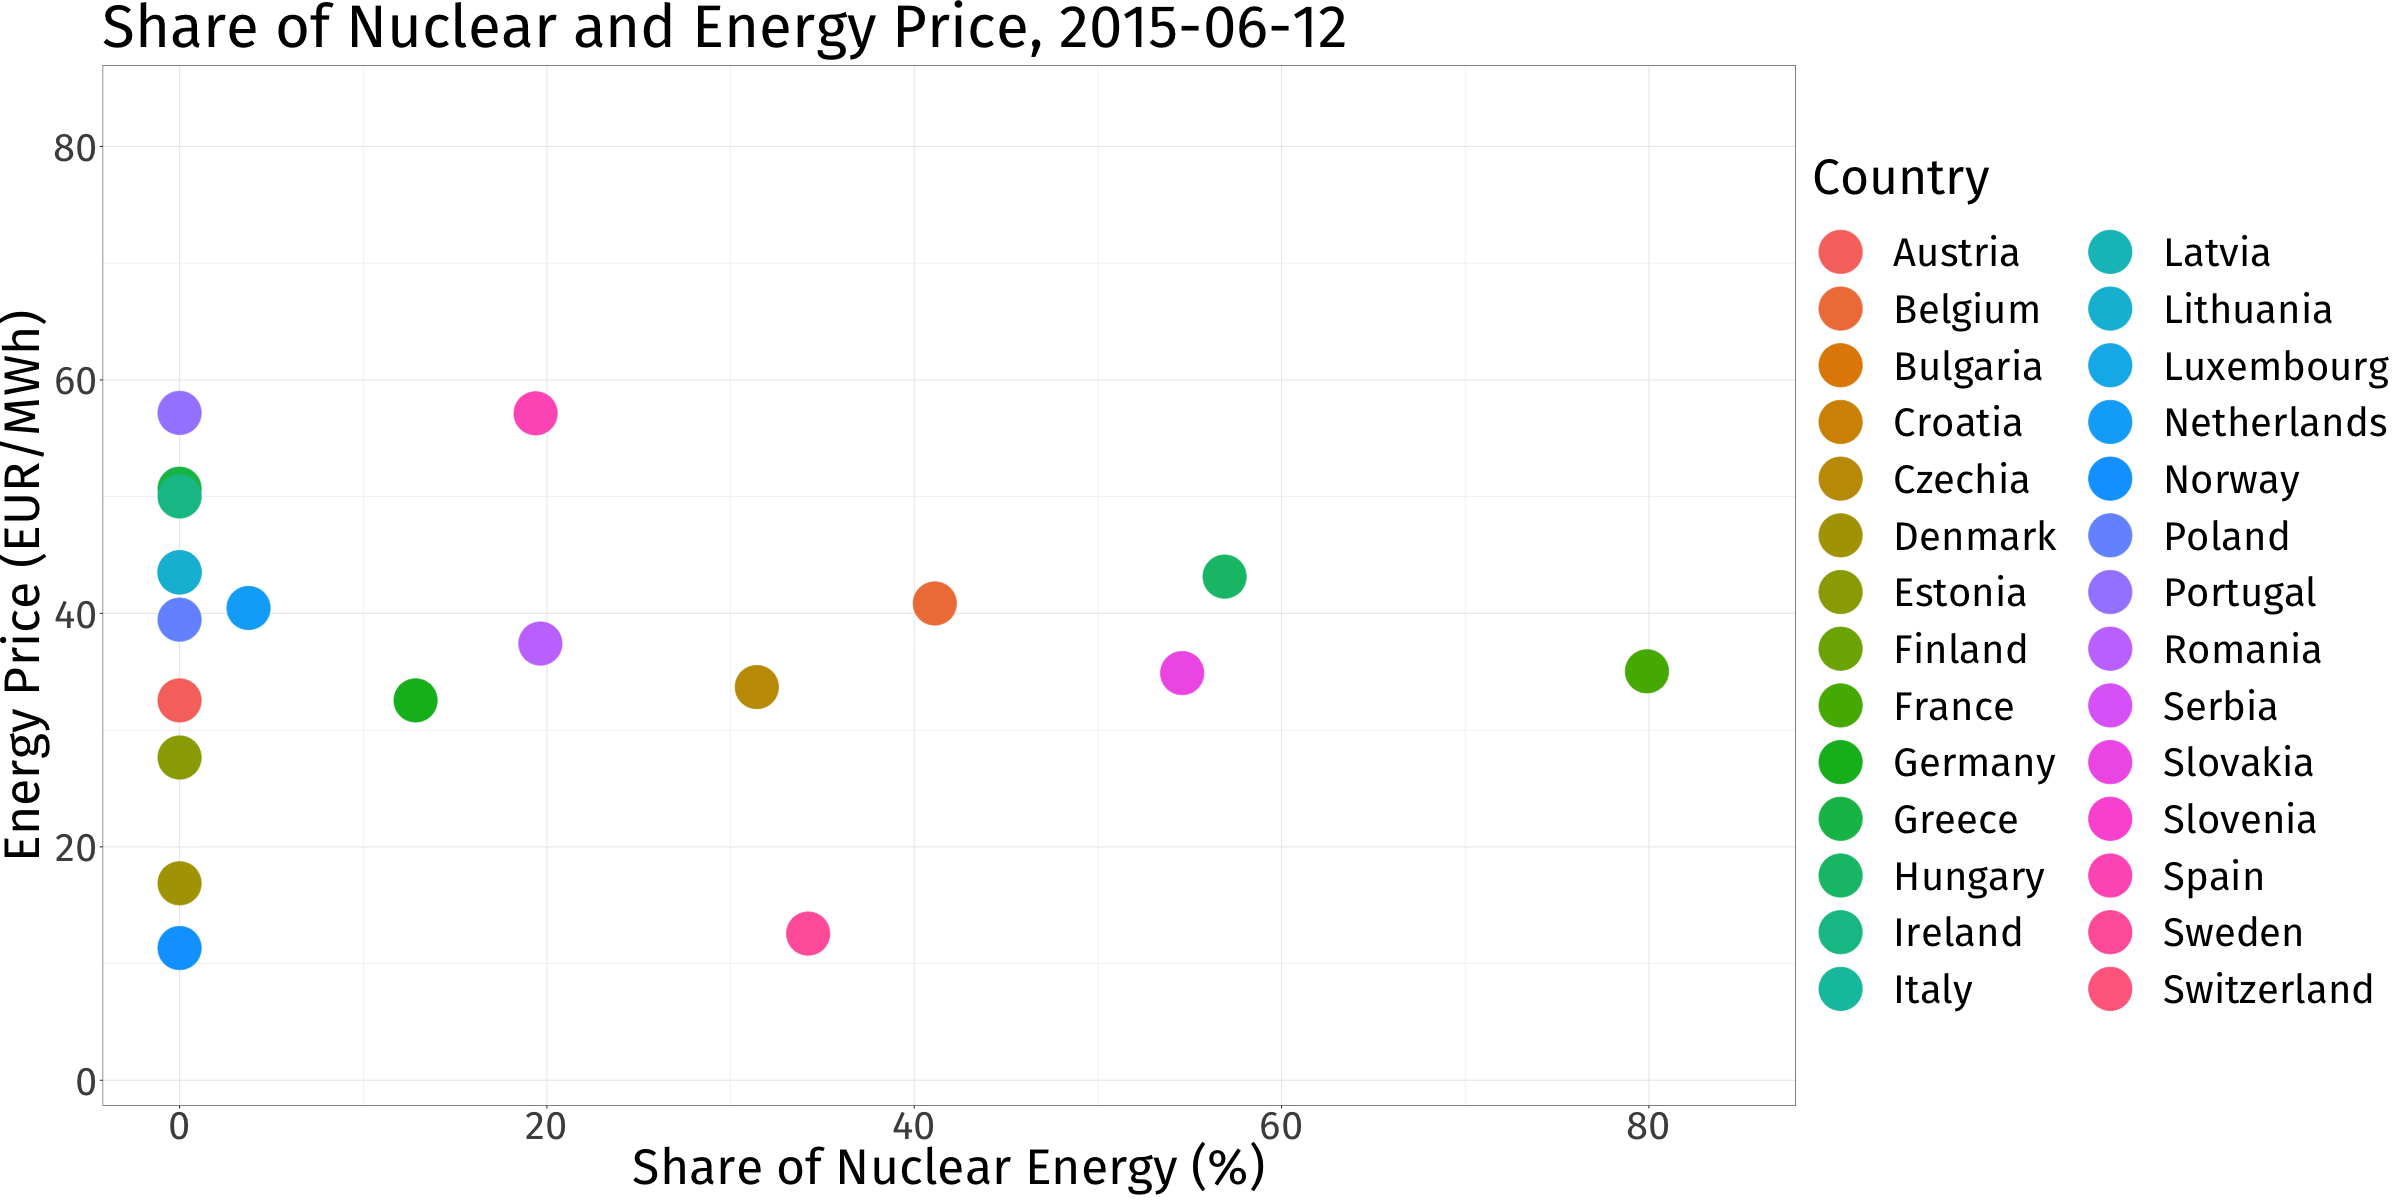 Share of Nuclear and Energy Price, 2015-06-12
Energy Price (EUR/MWh)
80
60
40
20
0
0 20 40 60 80
Share of Nuclear Energy (%)
Country
Austria
Belgium
Bulgaria
Croatia
Czechia
Denmark
Estonia
Finland
France
Germany
Greece
Hungary
Ireland
Italy
Latvia
Lithuania
Luxembourg
Netherlands
Norway
Poland
Portugal
Romania
Serbia
Slovakia
Slovenia
Spain
Sweden
Switzerland